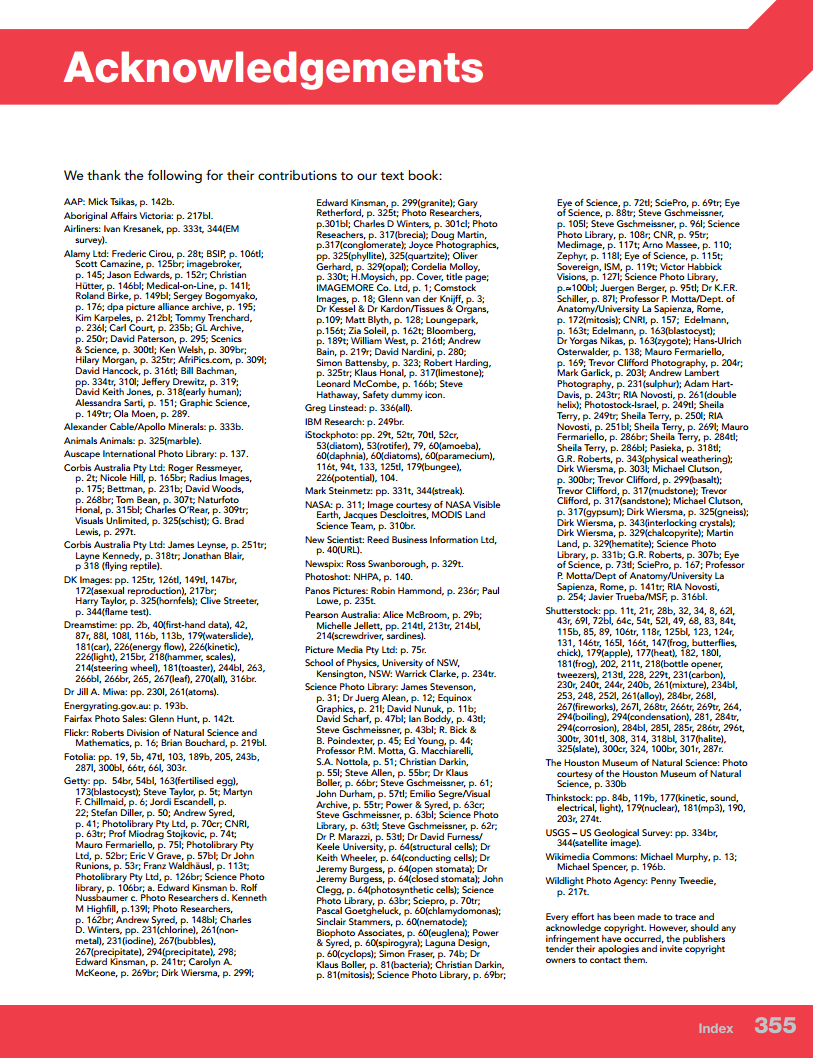 Acknowledgements
We thank the following for their contributions to our text book:
AAP: Mick Tsikas, p. 142b.
Aboriginal Affairs Victoria: p. 217bl.
Airliners: Ivan Kresanek, pp. 333t, 344(EM
survey).
Alamy Ltd: Frederic Cirou, p. 28t; BSIP, p. 106tl;
Scott Camazine, p. 125br; imagebroker,
p. 145; Jason Edwards, p. 152r; Christian
Hütter, p. 146bl; Medical-on-Line, p. 141l;
Roland Birke, p. 149bl; Sergey Bogomyako,
p. 176; dpa picture alliance archive, p. 195;
Kim Karpeles, p. 212bl; Tommy Trenchard,
p. 236l; Carl Court, p. 235b; GL Archive,
p. 250r; David Paterson, p. 295; Scenics
& Science, p. 300tl; Ken Welsh, p. 309br;
Hilary Morgan, p. 325tr; AfriPics.com, p. 309l;
David Hancock, p. 316tl; Bill Bachman,
pp. 334tr, 310l; Jeffery Drewitz, p. 319;
David Keith Jones, p. 318(early human);
Alessandra Sarti, p. 151; Graphic Science,
p. 149tr; Ola Moen, p. 289.
Alexander Cable/Apollo Minerals: p. 333b.
Animals Animals: p. 325(marble).
Auscape International Photo Library: p. 137.
Corbis Australia Pty Ltd: Roger Ressmeyer,
p. 2t; Nicole Hill, p. 165br; Radius Images,
p. 175; Bettman, p. 231b; David Woods,
p. 268br; Tom Bean, p. 307t; Naturfoto
Honal, p. 315bl; Charles O'Rear, p. 309tr;
Visuals Unlimited, p. 325(schist); G. Brad
Lewis, p. 297t.
Corbis Australia Pty Ltd: James Leynse, p. 251tr;
Layne Kennedy, p. 318tr; Jonathan Blair,
p 318 (flying reptile).
DK Images: pp. 125tr, 126tl, 149tl, 147br,
172(asexual reproduction), 217br;
Harry Taylor, p. 325(hornfels); Clive Streeter,
p. 344(flame test).
Dreamstime: pp. 2b, 40(first-hand data), 42,
87r, 88l, 108l, 116b, 113b, 179(waterslide),
181(car), 226(energy flow), 226(kinetic),
226(light), 215br, 218(hammer, scales),
214(steering wheel), 181(toaster), 244bl, 263,
266bl, 266br, 265, 267(leaf), 270(all), 316br.
Dr Jill A. Miwa: pp. 230l, 261(atoms).
Energyrating.gov.au: p. 193b.
Fairfax Photo Sales: Glenn Hunt, p. 142t.
Flickr: Roberts Division of Natural Science and
Mathematics, p. 16; Brian Bouchard, p. 219bl.
Fotolia: pp. 19, 5b, 47tl, 103, 189b, 205, 243b,
287l, 300bl, 66tr, 66l, 303r.
Getty: pp. 54br, 54bl, 163(fertilised egg),
173(blastocyst); Steve Taylor, p. 5t; Martyn
F. Chillmaid, p. 6; Jordi Escandell, p.
22; Stefan Diller, p. 50; Andrew Syred,
p. 41; Photolibrary Pty Ltd, p. 70cr; CNRI,
p. 63tr; Prof Miodrag Stojkovic, p. 74t;
Mauro Fermariello, p. 75l; Photolibrary Pty
Ltd, p. 52br; Eric V Grave, p. 57bl; Dr John
Runions, p. 53r; Franz Waldhäusl, p. 113t;
Photolibrary Pty Ltd, p. 126br; Science Photo
library, p. 106br; a. Edward Kinsman b. Rolf
Nussbaumer c. Photo Researchers d. Kenneth
M Highfill, p.139l; Photo Researchers,
p. 162br; Andrew Syred, p. 148bl; Charles
D. Winters, pp. 231(chlorine), 261(non-
metal), 231(iodine), 267(bubbles),
267(precipitate), 294(precipitate), 298;
Edward Kinsman, p. 241tr; Carolyn A.
McKeone, p. 269br; Dirk Wiersma, p. 299l;
Edward Kinsman, p. 299(granite); Gary
Retherford, p. 325t; Photo Researchers,
p.301bl; Charles D Winters, p. 301cl; Photo
Reseachers, p. 317(brecia); Doug Martin,
p.317(conglomerate); Joyce Photographics,
pp. 325(phyllite), 325(quartzite); Oliver
Gerhard, p. 329(opal); Cordelia Molloy,
p. 330t; H.Moysich, pp. Cover, title page;
IMAGEMORE Co. Ltd, p. 1; Comstock
Images, p. 18; Glenn van der Knijff, p. 3;
Dr Kessel & Dr Kardon/Tissues & Organs,
p.109; Matt Blyth, p. 128; Loungepark,
p.156t; Zia Soleil, p. 162t; Bloomberg,
p. 189t; William West, p. 216tl; Andrew
Bain, p. 219r; David Nardini, p. 280;
Simon Battensby, p. 323; Robert Harding,
p. 325tr; Klaus Honal, p. 317(limestone);
Leonard McCombe, p. 166b; Steve
Hathaway, Safety dummy icon.
Greg Linstead: p. 336(all).
IBM Research: p. 249br.
iStockphoto: pp. 29t, 52tr, 70tl, 52cr,
53(diatom), 53(rotifer), 79, 60(amoeba),
60(daphnia), 60(diatoms), 60(paramecium),
116t, 94t, 133, 125tl, 179(bungee),
226(potential), 104.
Mark Steinmetz: pp. 331t, 344(streak).
NASA: p. 311; Image courtesy of NASA Visible
Earth, Jacques Descloitres, MODIS Land
Science Team, p. 310br.
New Scientist: Reed Business Information Ltd,
p. 40(URL).
Newspix: Ross Swanborough, p. 329t.
Photoshot: NHPA, p. 140.
Panos Pictures: Robin Hammond, p. 236r; Paul
Lowe, p. 235t.
Pearson Australia: Alice McBroom, p. 29b;
Michelle Jellett, pp. 214tl, 213tr, 214bl,
214(screwdriver, sardines).
Picture Media Pty Ltd: p. 75r.
School of Physics, University of NSW,
Kensington, NSW: Warrick Clarke, p. 234tr.
Science Photo Library: James Stevenson,
p. 31; Dr Juerg Alean, p. 12; Equinox
Graphics, p. 21l; David Nunuk, p. 11b;
David Scharf, p. 47bl; Ian Boddy, p. 43tl;
Steve Gschmeissner, p. 43bl; R. Bick &
B. Poindexter, p. 45; Ed Young, p. 44;
Professor P.M. Motta, G. Macchiarelli,
S.A. Nottola, p. 51; Christian Darkin,
p. 55l; Steve Allen, p. 55br; Dr Klaus
Boller, p. 66br; Steve Gschmeissner, p. 61;
John Durham, p. 57tl; Emilio Segre/Visual
Archive, p. 55tr; Power & Syred, p. 63cr;
Steve Gschmeissner, p. 63bl; Science Photo
Library, p. 63tl; Steve Gschmeissner, p. 62r;
Dr P. Marazzi, p. 53tl; Dr David Furness/
Keele University, p. 64(structural cells); Dr
Keith Wheeler, p. 64(conducting cells); Dr
Jeremy Burgess, p. 64(open stomata); Dr
Jeremy Burgess, p. 64(closed stomata); John
Clegg, p. 64(photosynthetic cells); Science
Photo Library, p. 63br; Sciepro, p. 70tr;
Pascal Goetgheluck, p. 60(chlamydomonas);
Sinclair Stammers, p. 60(nematode);
Biophoto Associates, p. 60(euglena); Power
& Syred, p. 60(spirogyra); Laguna Design,
p. 60(cyclops); Simon Fraser, p. 74b; Dr
Klaus Boller, p. 81(bacteria); Christian Darkin,
p. 81(mitosis); Science Photo Library, p. 69br;
Eye of Science, p. 72tl; SciePro, p. 69tr; Eye
of Science, p. 88tr; Steve Gschmeissner,
p. 105l; Steve Gschmeissner, p. 96l; Science
Photo Library, p. 108r; CNR, p. 95tr;
Medimage, p. 117t; Arno Massee, p. 110;
Zephyr, p. 118l; Eye of Science, p. 115t;
Sovereign, ISM, p. 119t; Victor Habbick
Visions, p. 127l; Science Photo Library,
p.≈100bl; Juergen Berger, p. 95tl; Dr K.F.R.
Schiller, p. 87l; Professor P. Motta/Dept. of
Anatomy/University La Sapienza, Rome,
p. 172(mitosis); CNRI, p. 157; Edelmann,
p. 163t; Edelmann, p. 163(blastocyst);
Dr Yorgas Nikas, p. 163(zygote); Hans-Ulrich
Osterwalder, p. 138; Mauro Fermariello,
p. 169; Trevor Clifford Photography, p. 204r;
Mark Garlick, p. 203l; Andrew Lambert
Photography, p. 231(sulphur); Adam Hart-
Davis, p. 243tr; RIA Novosti, p. 261(double
helix); Photostock-Israel, p. 249tl; Sheila
Terry, p. 249tr; Sheila Terry, p. 250l; RIA
Novosti, p. 251bl; Sheila Terry, p. 269l; Mauro
Fermariello, p. 286br; Sheila Terry, p. 284tl;
Sheila Terry, p. 286bl; Pasieka, p. 318tl;
G.R. Roberts, p. 343(physical weathering);
Dirk Wiersma, p. 303l; Michael Clutson,
p. 300br; Trevor Clifford, p. 299(basalt);
Trevor Clifford, p. 317(mudstone); Trevor
Clifford, p. 317(sandstone); Michael Clutson,
p. 317(gypsum); Dirk Wiersma, p. 325(gneiss);
Dirk Wiersma, p. 343(interlocking crystals);
Dirk Wiersma, p. 329(chalcopyrite); Martin
Land, p. 329(hematite); Science Photo
Library, p. 331b; G.R. Roberts, p. 307b; Eye
of Science, p. 73tl; SciePro, p. 167; Professor
P. Motta/Dept of Anatomy/University La
Sapienza, Rome, p. 141tr; RIA Novosti,
p. 254; Javier Trueba/MSF, p. 316bl.
Shutterstock: pp. 11t, 21r, 28b, 32, 34, 8, 62l,
43r, 69l, 72bl, 64c, 54t, 52l, 49, 68, 83, 84t,
115b, 85, 89, 106tr, 118r, 125bl, 123, 124r,
131, 146tr, 165l, 166t, 147(frog, butterflies,
chick), 179(apple), 177(heat), 182, 180l,
181(frog), 202, 211t, 218(bottle opener,
tweezers), 213tl, 228, 229t, 231(carbon),
230r, 240t, 244r, 240b, 261(mixture), 234bl,
253, 248, 252l, 261(alloy), 284br, 268l,
267(fireworks), 267l, 268tr, 266tr, 269tr, 264,
294(boiling), 294(condensation), 281, 284tr,
294(corrosion), 284bl, 285l, 285r, 286tr, 296t,
300tr, 301tl, 308, 314, 318bl, 317(halite),
325(slate), 300cr, 324, 100br, 301r, 287r.
The Houston Museum of Natural Science: Photo
courtesy of the Houston Museum of Natural
Science, p. 330b
Thinkstock: pp. 84b, 119b, 177(kinetic, sound,
electrical, light), 179(nuclear), 181(mp3), 190,
203r, 274t.
USGS – US Geological Survey: pp. 334br,
344(satellite image).
Wikimedia Commons: Michael Murphy, p. 13;
Michael Spencer, p. 196b.
Wildlight Photo Agency: Penny Tweedie,
p. 217t.
Every effort has been made to trace and
acknowledge copyright. However, should any
infringement have occurred, the publishers
tender their apologies and invite copyright
owners to contact them.
Index 355